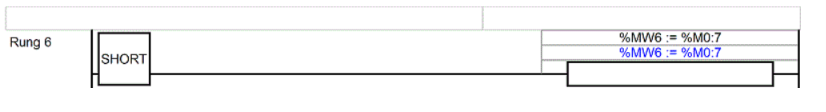 Rung 6
SHORT
%MW6 := %M0:7
%MW6 := %M0:7